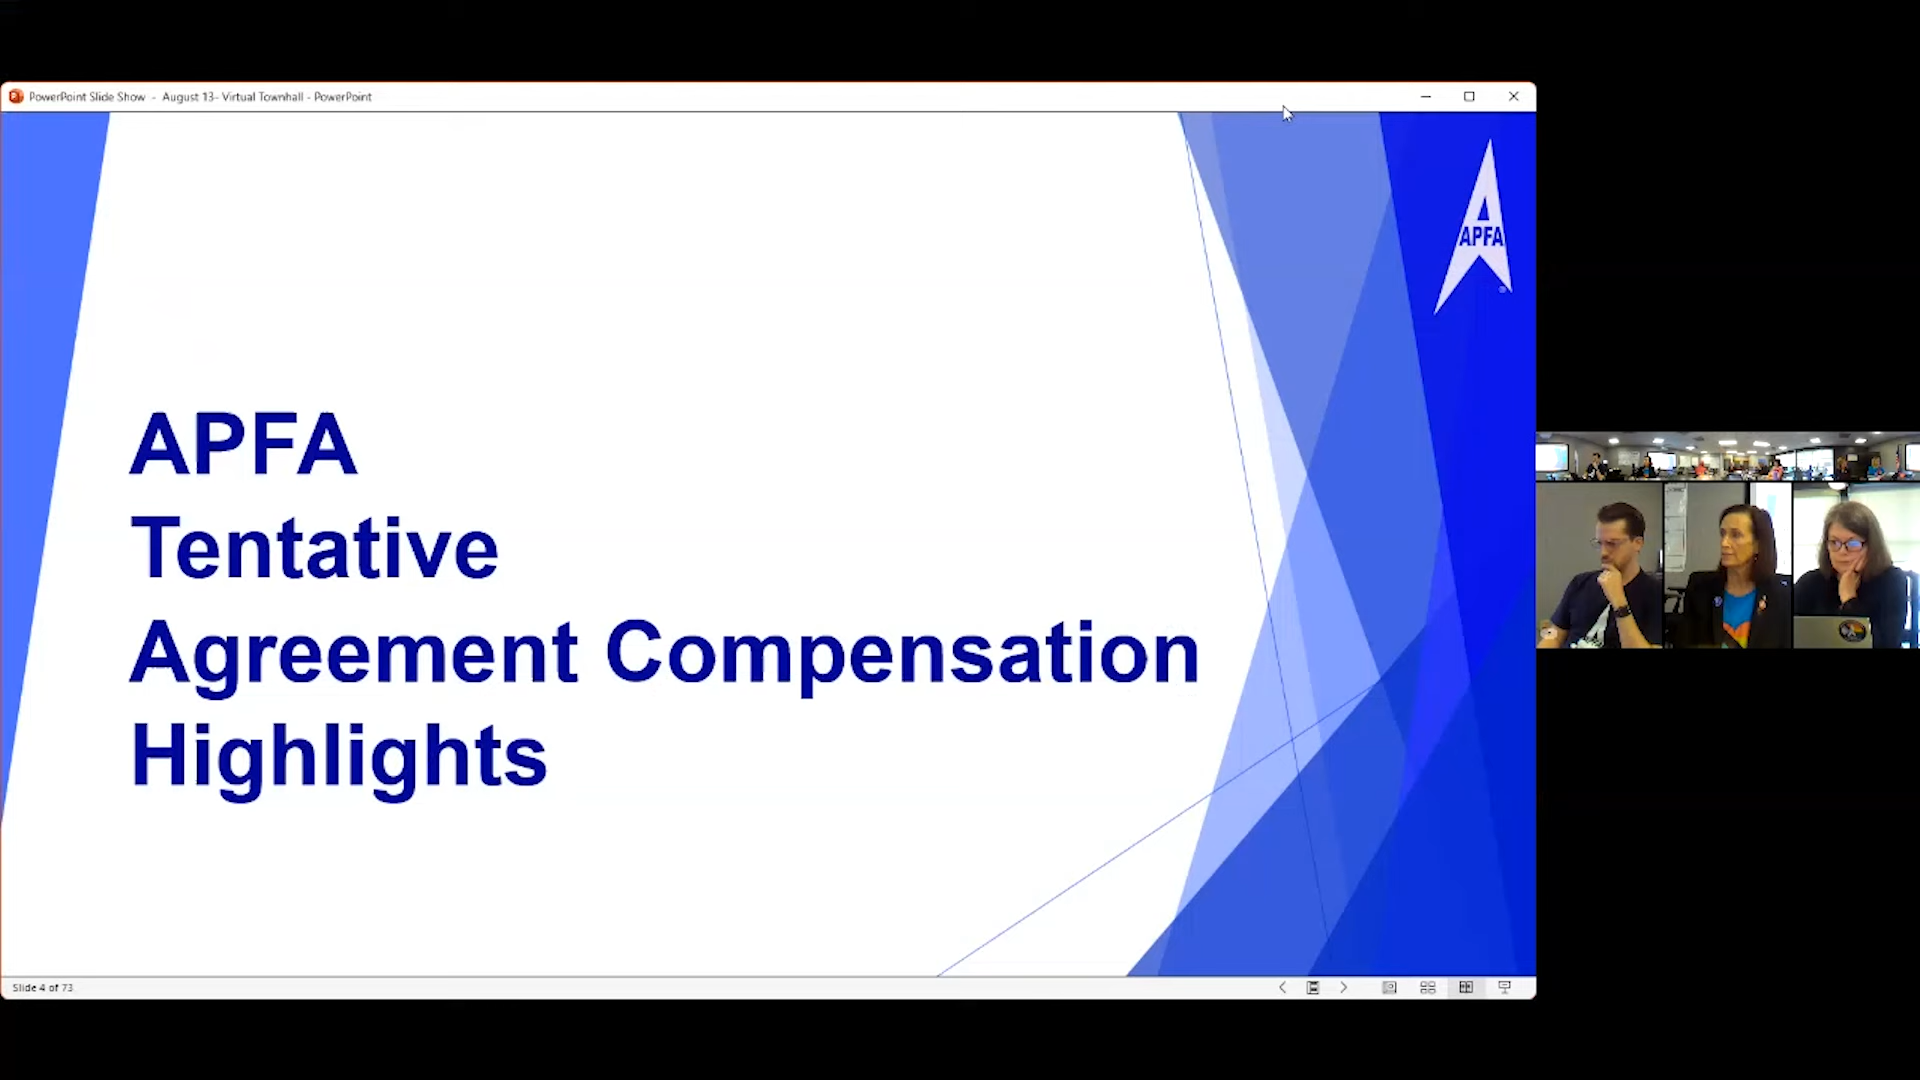 PowerPoint Slide Show - August 13- Virtual Townhall - PowerPoint
APFA
APFA
Tentative
Agreement Compensation
Highlights
Slide 4 of 73